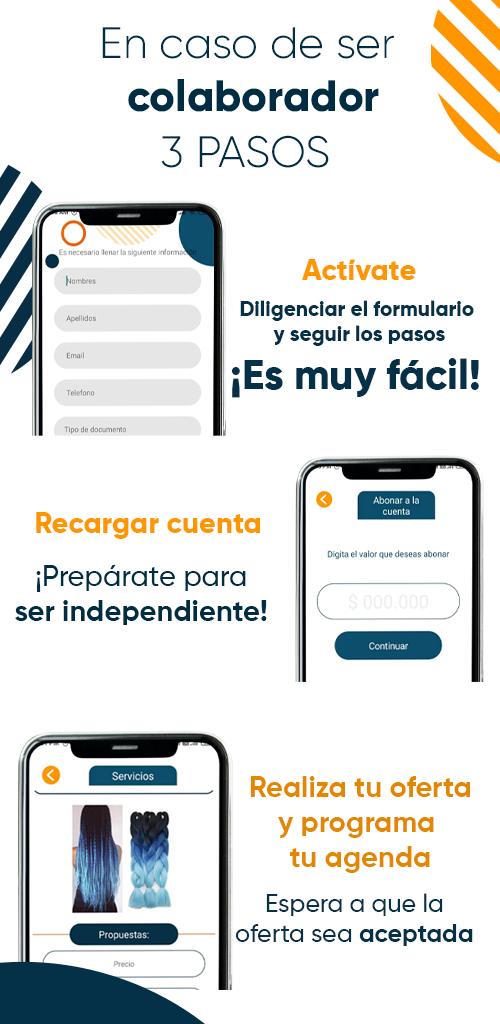 En caso de ser
colaborador
3 PASOS
Es necesario llenar la siguiente información
Nombres
Apellidos
Email
Telefono
Tipo de documento
Actívate
Diligenciar el formulario
y seguir los pasos
¡Es muy fácil!
Recargar cuenta
¡Prepárate para
ser independiente!
Abonar a la
cuenta
Digita el valor que deseas abonar
$ 000.000
Continuar
Servicios
Propuestas:
Precio
Realiza tu oferta
y programa
tu agenda
Espera a que la
oferta sea aceptada